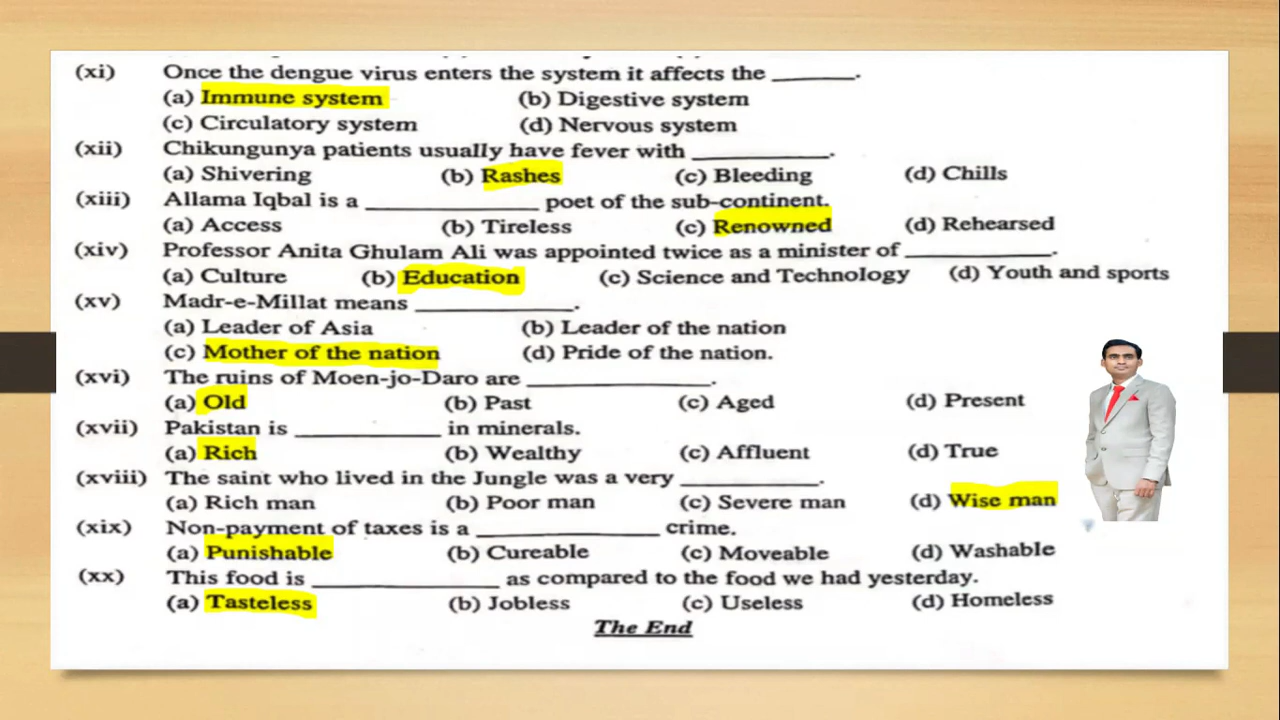 (xi) Once the dengue virus enters the system it affects the ________.
(a) Immune system (b) Digestive system
(c) Circulatory system (d) Nervous system
(xii) Chikungunya patients usually have fever with _____________.
(a) Shivering (b) Rashes (c) Bleeding (d) Chills
(xiii) Allama Iqbal is a ________________ poet of the sub-continent.
(a) Access (b) Tireless (c) Renowned (d) Rehearsed
(xiv) Professor Anita Ghulam Ali was appointed twice as a minister of ______________.
(a) Culture (b) Education (c) Science and Technology (d) Youth and sports
(xv) Madr-e-Millat means _______________.
(a) Leader of Asia (b) Leader of the nation
(c) Mother of the nation (d) Pride of the nation.
(xvi) The ruins of Moen-jo-Daro are _________________.
(a) Old (b) Past (c) Aged (d) Present
(xvii) Pakistan is ______________ in minerals.
(a) Rich (b) Wealthy (c) Affluent (d) True
(xviii) The saint who lived in the Jungle was a very _____________.
(a) Rich man (b) Poor man (c) Severe man (d) Wise man
(xix) Non-payment of taxes is a _________________ crime.
(a) Punishable (b) Cureable (c) Moveable (d) Washable
(xx) This food is _________________ as compared to the food we had yesterday.
(a) Tasteless (b) Jobless (c) Useless (d) Homeless
The End